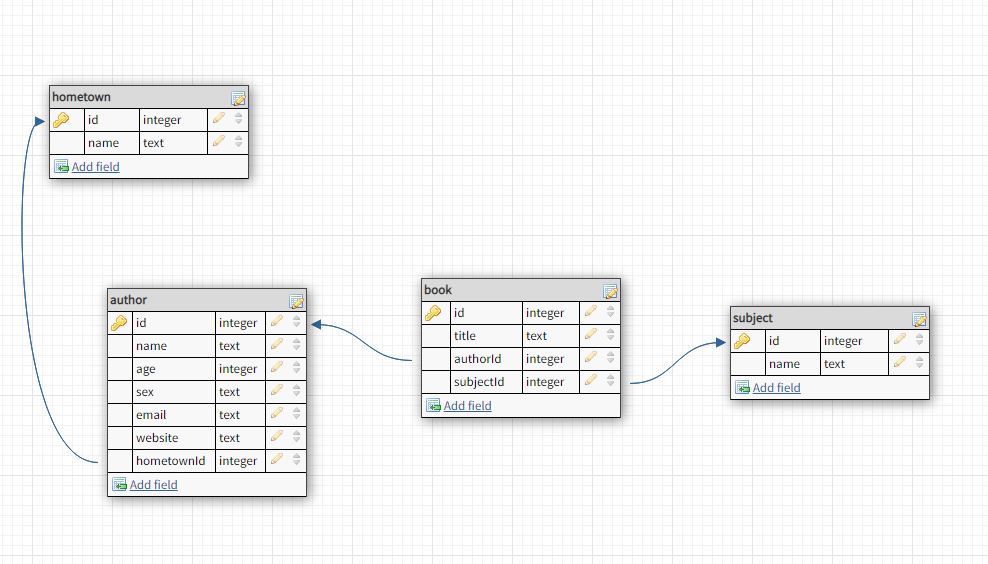 hometown
id integer
name text
Add field
author
id integer
name text
age integer
sex text
email text
website text
hometownId integer
Add field
book
id integer
title text
authorId integer
subjectId integer
Add field
subject
id integer
name text
Add field